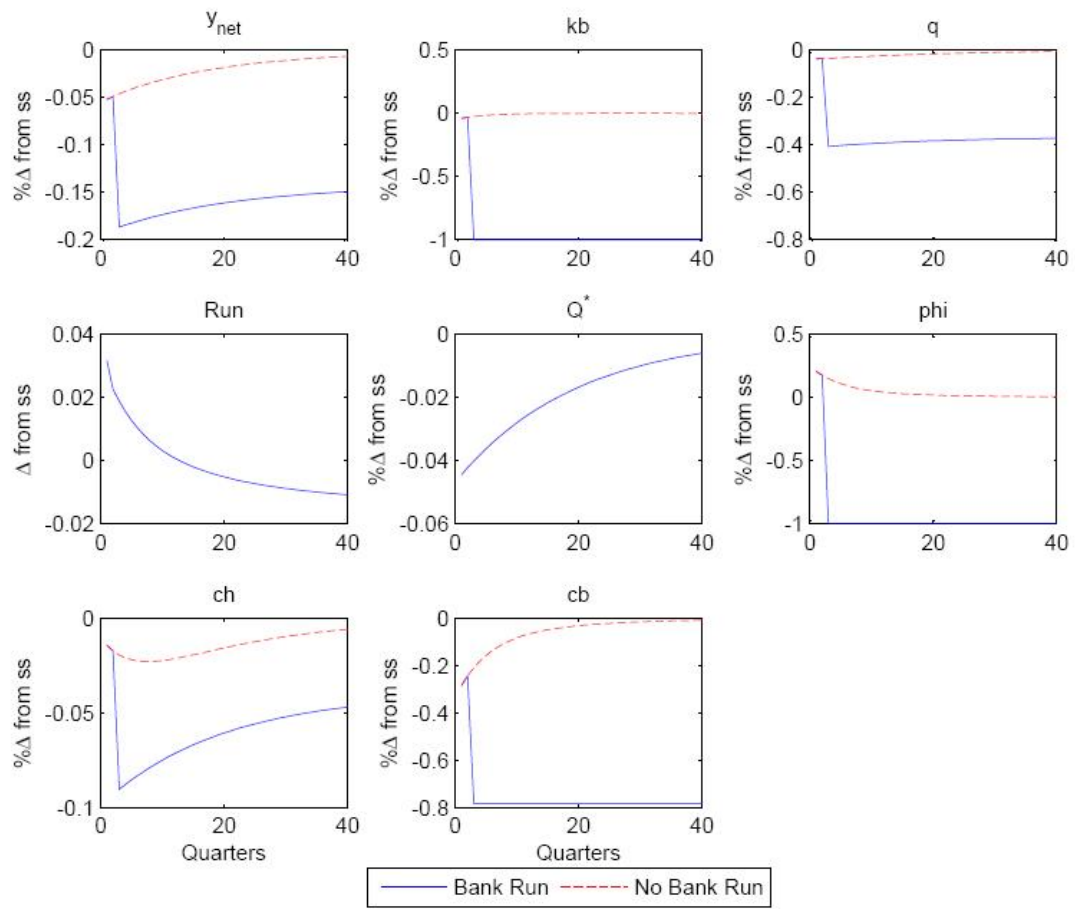 y_net
kb
q
%Δ from ss
0
-0.05
-0.1
-0.15
-0.2
0 20 40
%Δ from ss
0.5
0
-0.5
-1
0 20 40
%Δ from ss
0
-0.2
-0.4
-0.6
-0.8
0 20 40
Run
Q*
phi
Δ from ss
0.04
0.02
0
-0.02
0 20 40
%Δ from ss
0
-0.02
-0.04
-0.06
0 20 40
%Δ from ss
0.5
0
-0.5
-1
0 20 40
ch
cb
%Δ from ss
0
-0.05
-0.1
0 20 40
Quarters
%Δ from ss
0
-0.2
-0.4
-0.6
-0.8
0 20 40
Quarters
Bank Run
No Bank Run